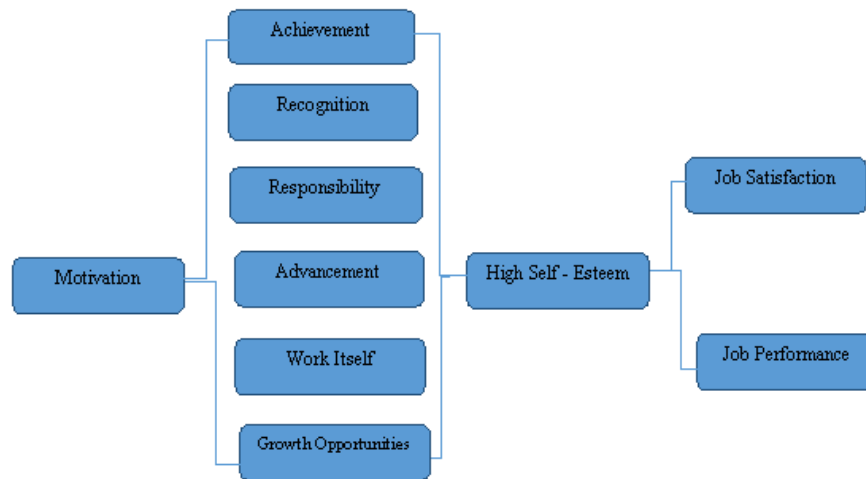 Achievement
Recognition
Responsibility
Advancement
Work Itself
Growth Opportunities
Motivation
High Self - Esteem
Job Satisfaction
Job Performance